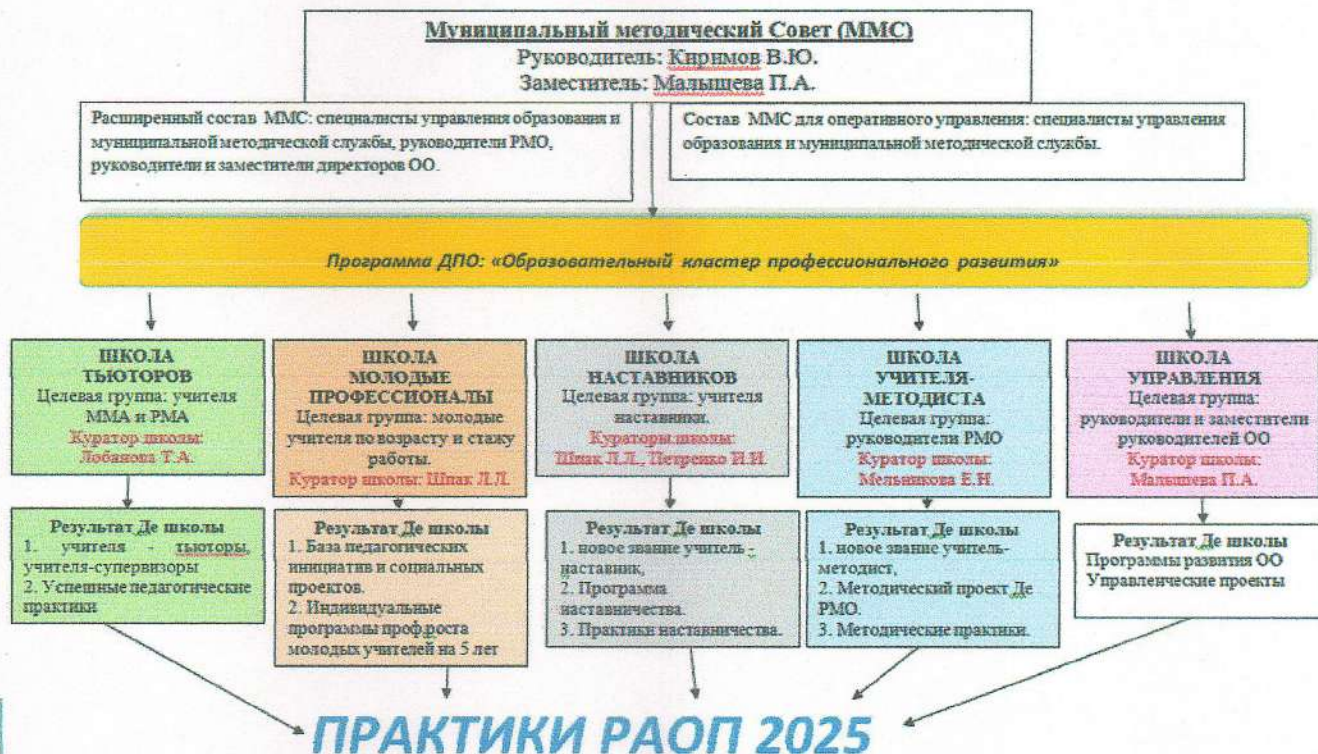 Муниципальный методический Совет (ММС)
Руководитель: Киримов В.Ю.
Заместитель: Малышева П.А.
Расширенный состав ММС: специалисты управления образования и
муниципальной методической службы, руководители РМО,
руководители и заместители директоров ОО.
Состав ММС для оперативного управления: специалисты управления
образования и муниципальной методической службы.
Программа ДПО: «Образовательный кластер профессионального развития»
ШКОЛА
ТЬЮТОРОВ
Целевая группа: учителя
ММА и РМА
Куратор школы:
Лобанова Т.А.
ШКОЛА
МОЛОДЫЕ
ПРОФЕССИОНАЛЫ
Целевая группа: молодые
учителя по возрасту и стажу
работы.
Куратор школы: Шпак Л.Л.
ШКОЛА
НАСТАВНИКОВ
Целевая группа: учителя
наставники.
Кураторы школы:
Шпак Л.Л., Петренко И.И.
ШКОЛА
УЧИТЕЛЯ-
МЕТОДИСТА
Целевая группа:
руководители РМО
Куратор школы:
Мельникова Е.Н.
ШКОЛА
УПРАВЛЕНИЯ
Целевая группа:
руководители и заместители
руководителей ОО
Куратор школы:
Малышева П.А.
Результат Де школы
1. учителя - тьюторы,
учителя-супервизоры
2. Успешные педагогические
практики
Результат Де школы
1. База педагогических
инициатив и социальных
проектов.
2. Индивидуальные
программы проф.роста
молодых учителей на 5 лет
Результат Де школы
1. новое звание учитель -
наставник,
2. Программа
наставничества.
3. Практики наставничества.
Результат Де школы
1. новое звание учитель-
методист,
2. Методический проект Де
РМО.
3. Методические практики.
Результат Де школы
Программы развития ОО
Управленческие проекты
ПРАКТИКИ РАОП 2025